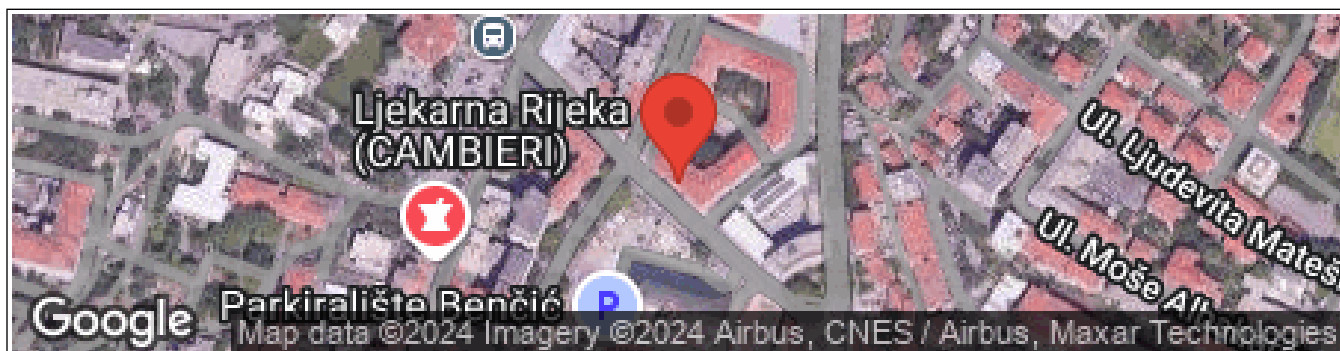 Ljekarna Rijeka
(CAMBIERI)
Ul. Ljudevita Mateš
Ul. Moše Alb
Parkiralište Benčić
P
Google
Map data ©2024 Imagery ©2024 Airbus, CNES / Airbus, Maxar Technologies